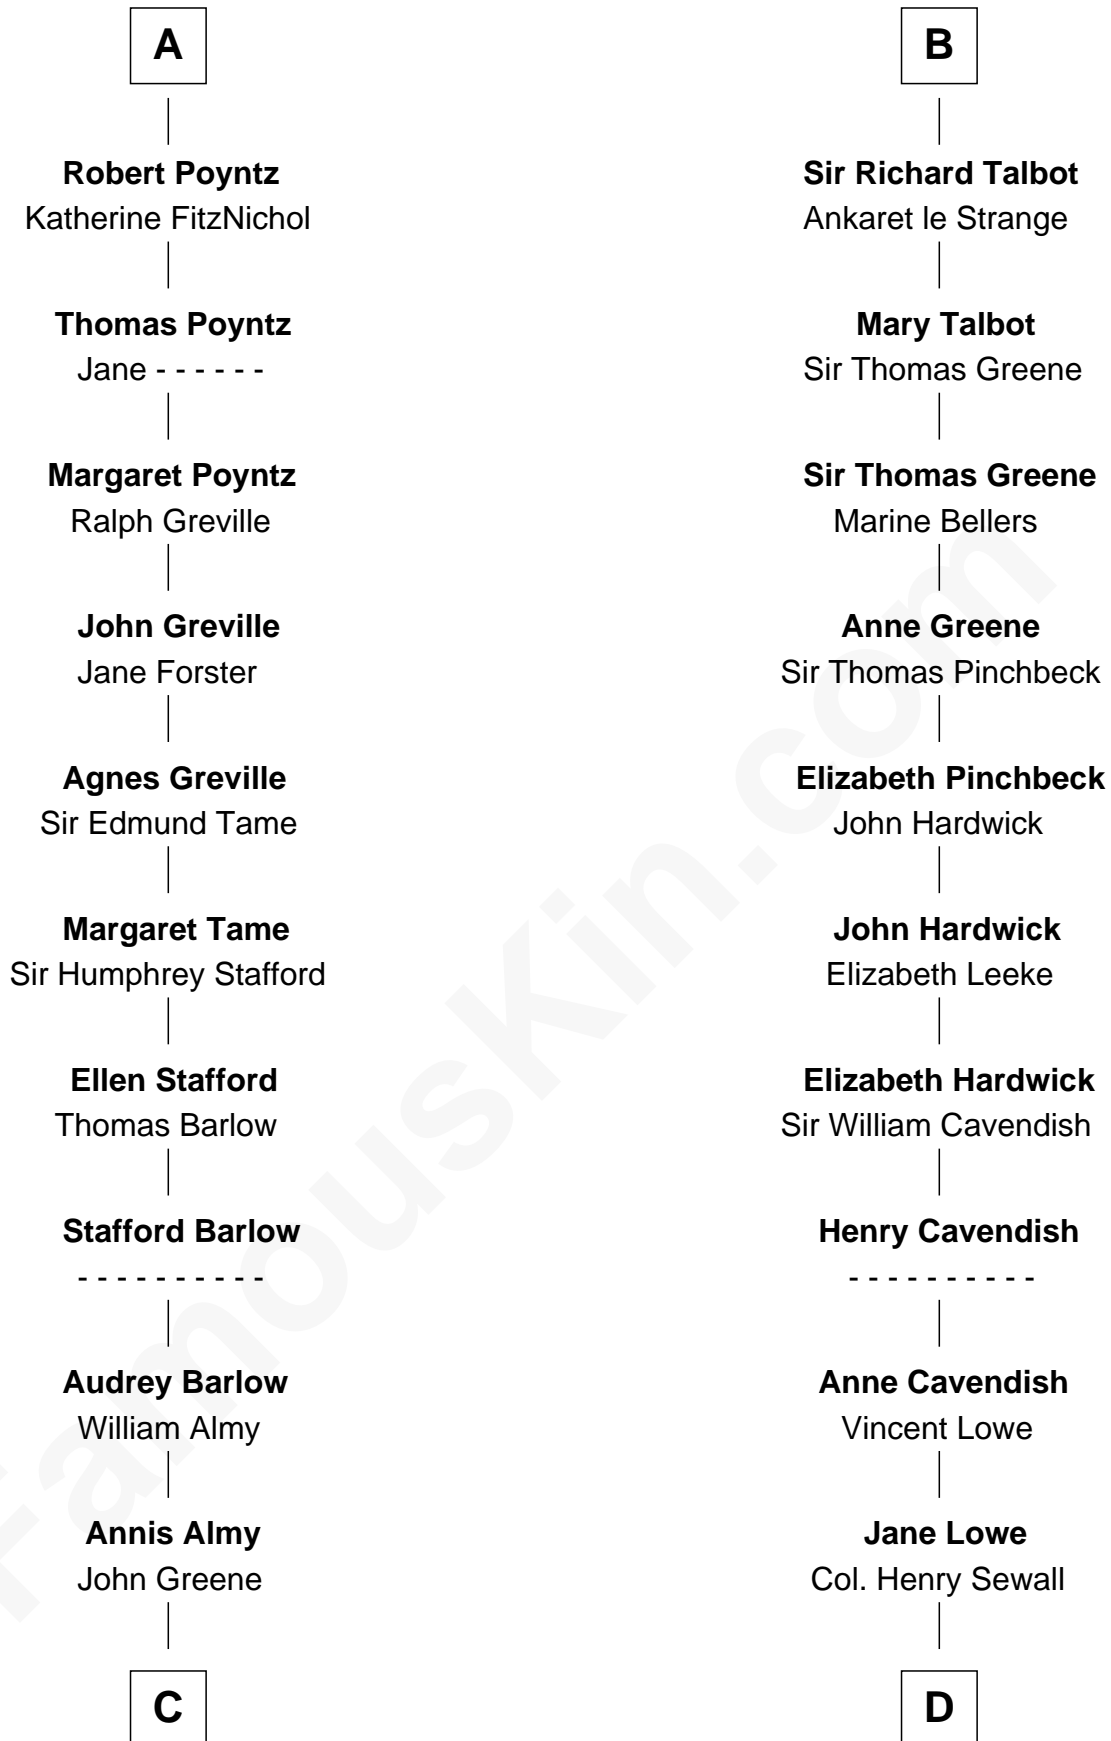 A
Robert Poyntz
Katherine FitzNichol
Thomas Poyntz
Jane - - - - - -
Margaret Poyntz
Ralph Greville
John Greville
Jane Forster
Agnes Greville
Sir Edmund Tame
Margaret Tame
Sir Humphrey Stafford
Ellen Stafford
Thomas Barlow
Stafford Barlow
- - - - - - - - - -
Audrey Barlow
William Almy
Annis Almy
John Greene
C
B
Sir Richard Talbot
Ankaret le Strange
Mary Talbot
Sir Thomas Greene
Sir Thomas Greene
Marine Bellers
Anne Greene
Sir Thomas Pinchbeck
Elizabeth Pinchbeck
John Hardwick
John Hardwick
Elizabeth Leeke
Elizabeth Hardwick
Sir William Cavendish
Henry Cavendish
- - - - - - - - - -
Anne Cavendish
Vincent Lowe
Jane Lowe
Col. Henry Sewall
D
FamousKin.com